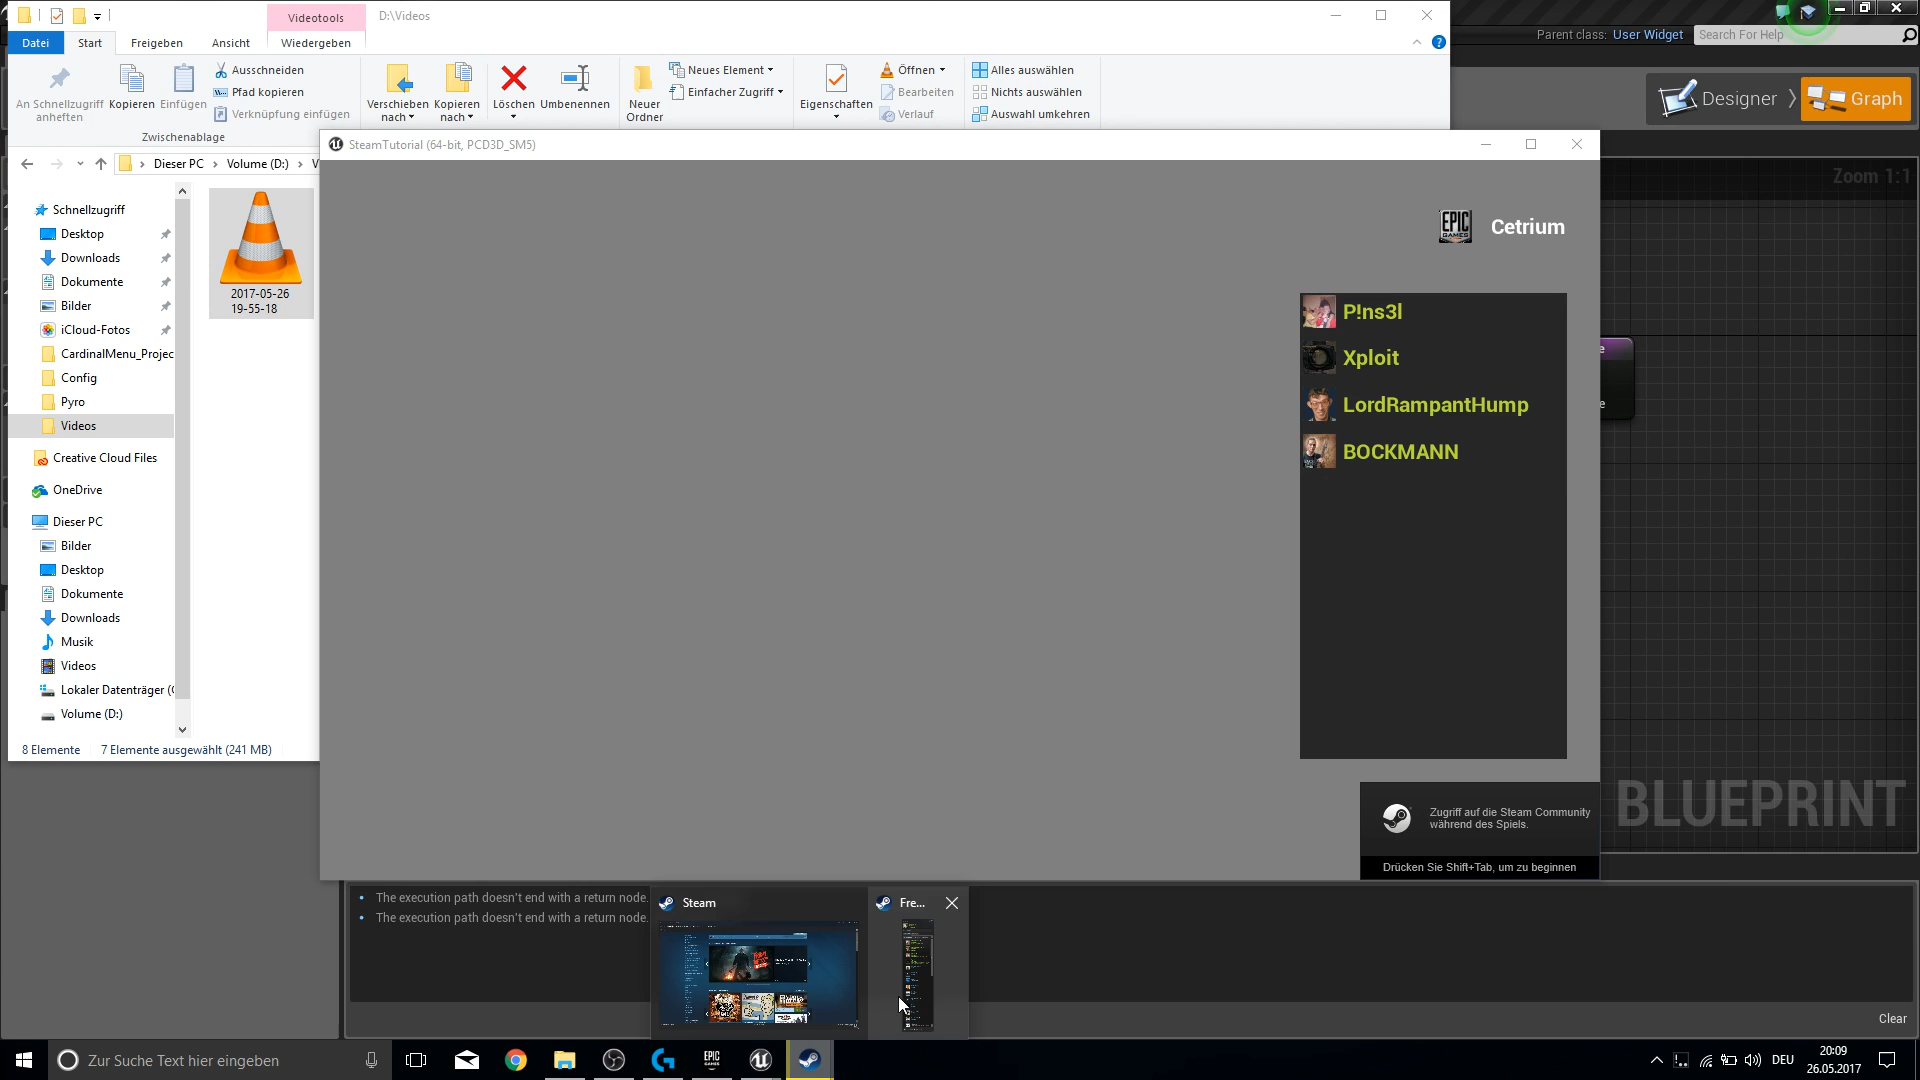 Videotools
D:\Videos
Datei
Start
Freigeben
Ansicht
Wiedergeben
An Schnellzugriff
anheften
Kopieren
Einfügen
Ausschneiden
Pfad kopieren
Verknüpfung einfügen
Zwischenablage
Verschieben
nach
Kopieren
nach
Löschen
Umbenennen
Neuer
Ordner
Neues Element
Einfacher Zugriff
Eigenschaften
Öffnen
Bearbeiten
Verlauf
Alles auswählen
Nichts auswählen
Auswahl umkehren
Parent class: User Widget
Search For Help
Designer
Graph
Zoom 1:1
Dieser PC
Volume (D:)
SteamTutorial (64-bit, PCD3D_SM5)
Schnellzugriff
Desktop
Downloads
Dokumente
Bilder
iCloud-Fotos
CardinalMenu_Projec
Config
Pyro
Videos
Creative Cloud Files
OneDrive
Dieser PC
Bilder
Desktop
Dokumente
Downloads
Musik
Videos
Lokaler Datenträger (
Volume (D:)
2017-05-26
19-55-18
8 Elemente
7 Elemente ausgewählt (241 MB)
EPIC
GAMES
Cetrium
P!ns3l
Xploit
LordRampantHump
BOCKMANN
Zugriff auf die Steam Community
während des Spiels.
Drücken Sie Shift+Tab, um zu beginnen
BLUEPRINT
The execution path doesn't end with a return node.
The execution path doesn't end with a return node.
Steam
Fre...
Clear
Zur Suche Text hier eingeben
EPIC
GAMES
DEU
20:09
26.05.2017